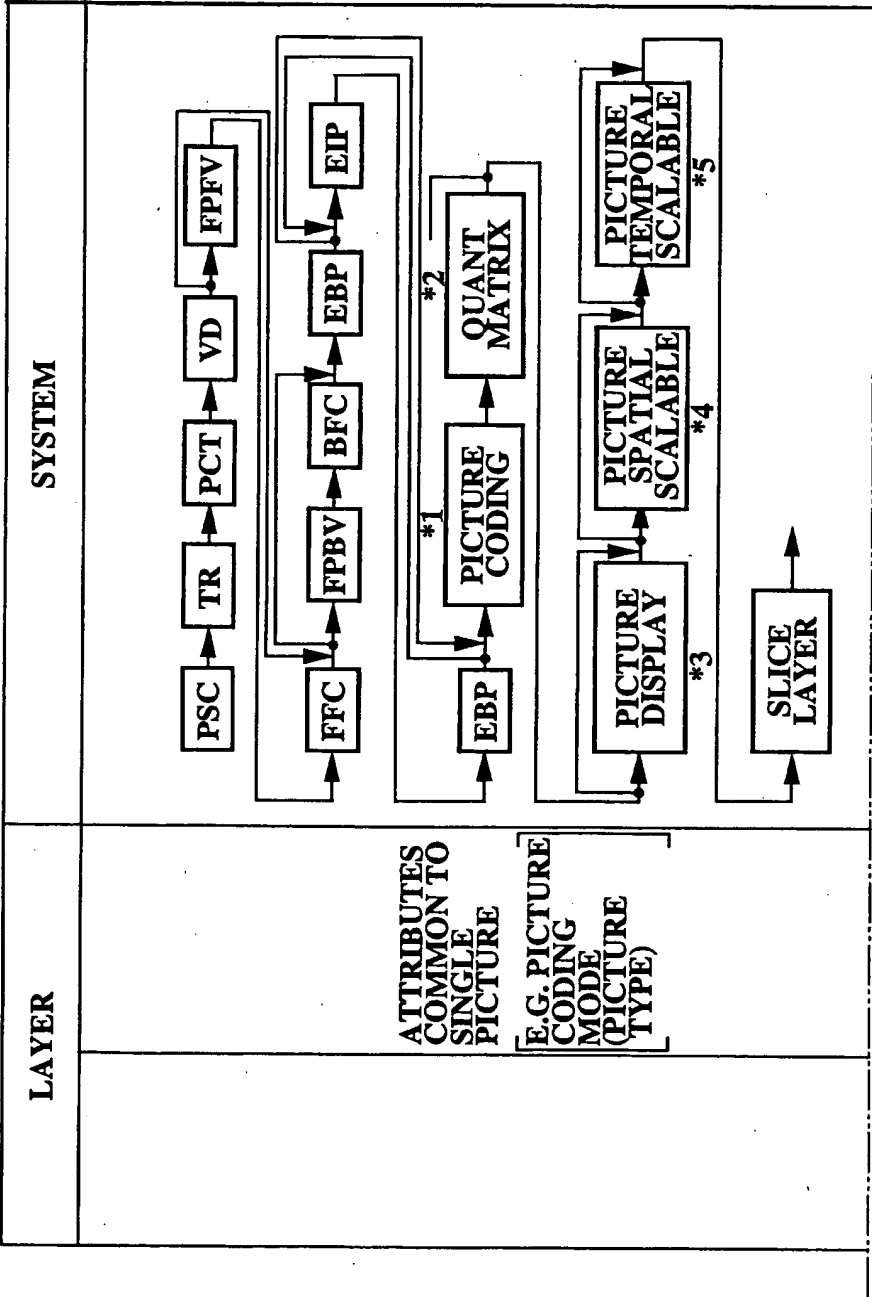 LAYER
SYSTEM
ATTRIBUTES
COMMON TO
SINGLE
PICTURE
E.G. PICTURE
CODING
MODE
(PICTURE
TYPE)
PSC
TR
PCT
VD
FPFV
FFC
FPBV
BFC
EBP
EIP
EBP
*1
PICTURE
CODING
*2
QUANT
MATRIX
PICTURE
DISPLAY
*3
PICTURE
SPATIAL
SCALABLE
*4
PICTURE
TEMPORAL
SCALABLE
*5
SLICE
LAYER